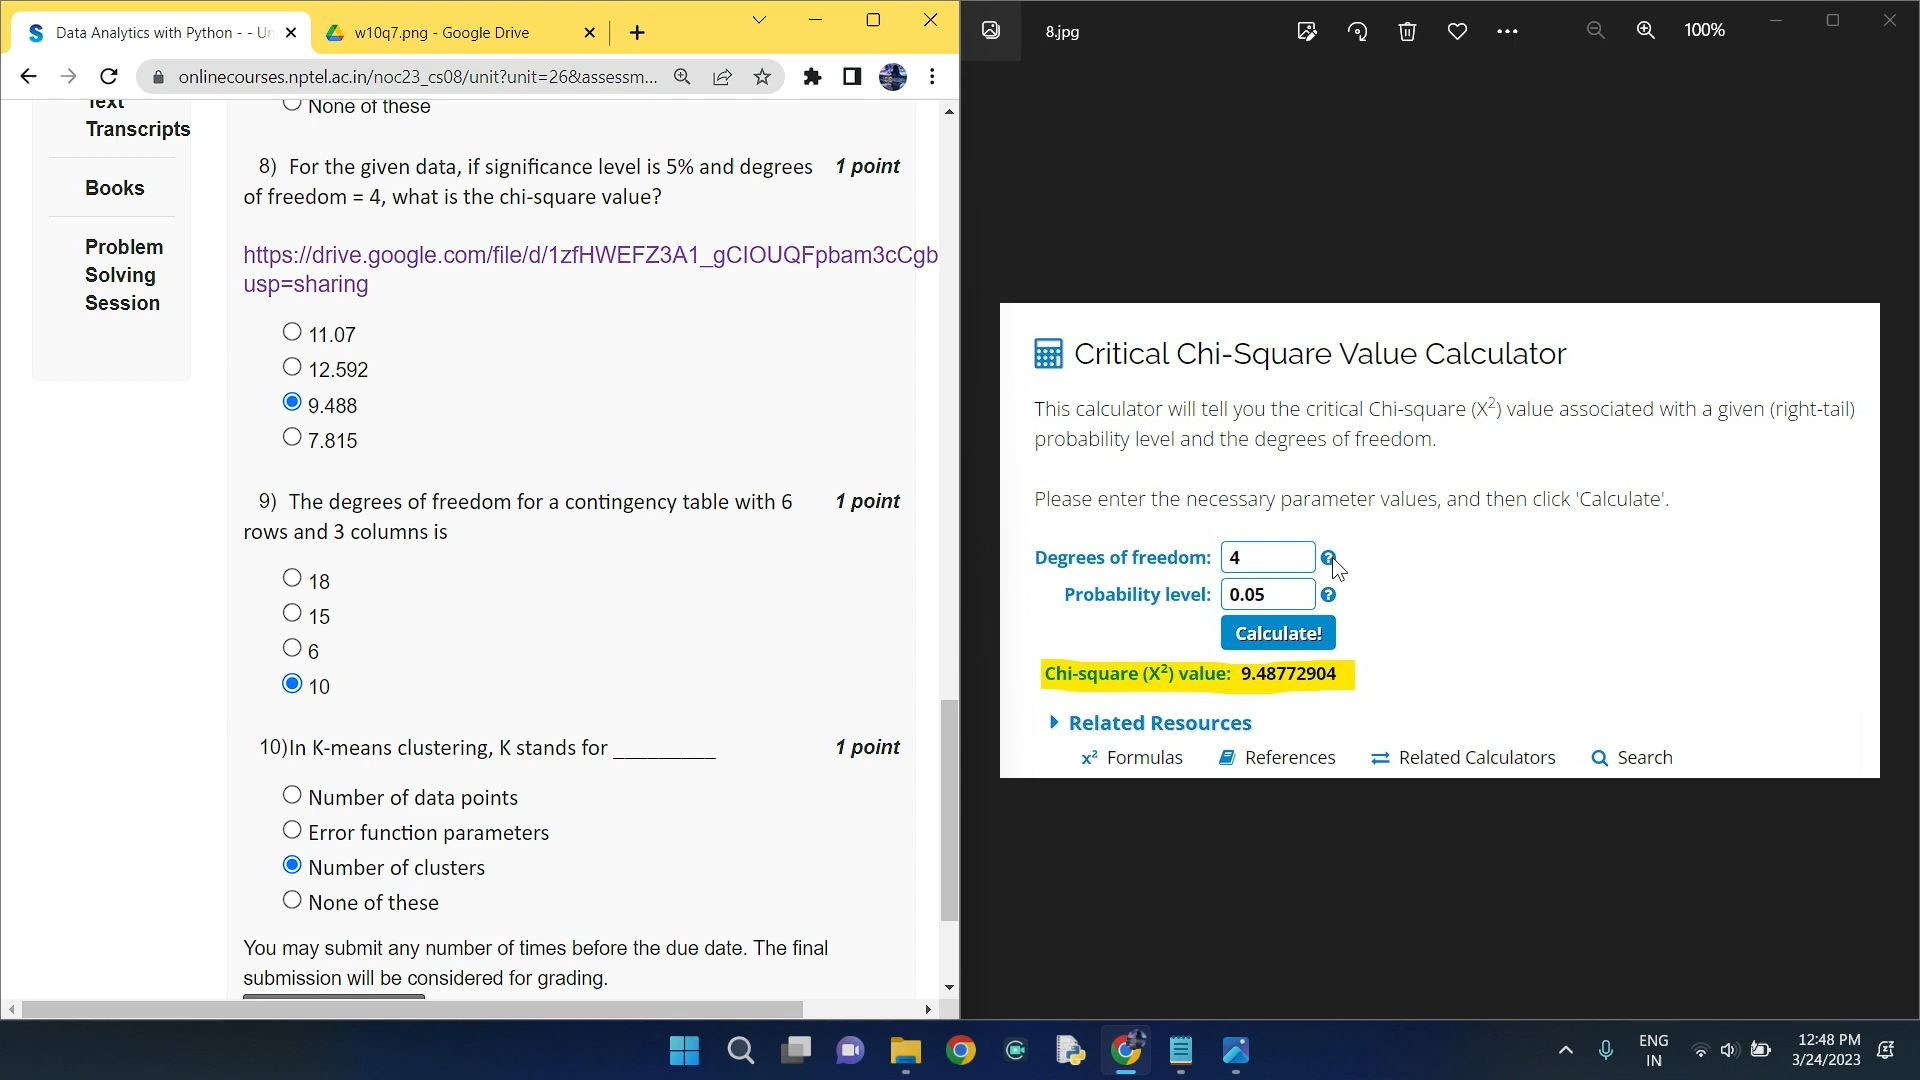 Data Analytics with Python - - Un
w10q7.png - Google Drive
onlinecourses.nptel.ac.in/noc23_cs08/unit?unit=26&assessm...
Text
Transcripts
Books
Problem
Solving
Session
None of these
8) For the given data, if significance level is 5% and degrees 1 point
of freedom = 4, what is the chi-square value?
https://drive.google.com/file/d/1zfHWEFZ3A1_gCIOUQFpbam3cCgb
usp=sharing
11.07
12.592
9.488
7.815
9) The degrees of freedom for a contingency table with 6 1 point
rows and 3 columns is
18
15
6
10
10)In K-means clustering, K stands for _________ 1 point
Number of data points
Error function parameters
Number of clusters
None of these
You may submit any number of times before the due date. The final
submission will be considered for grading.
8.jpg
100%
Critical Chi-Square Value Calculator
This calculator will tell you the critical Chi-square (X²) value associated with a given (right-tail)
probability level and the degrees of freedom.
Please enter the necessary parameter values, and then click 'Calculate'.
Degrees of freedom: 4
Probability level: 0.05
Calculate!
Chi-square (X²) value: 9.48772904
Related Resources
x² Formulas References Related Calculators Search
ENG
IN
12:48 PM
3/24/2023